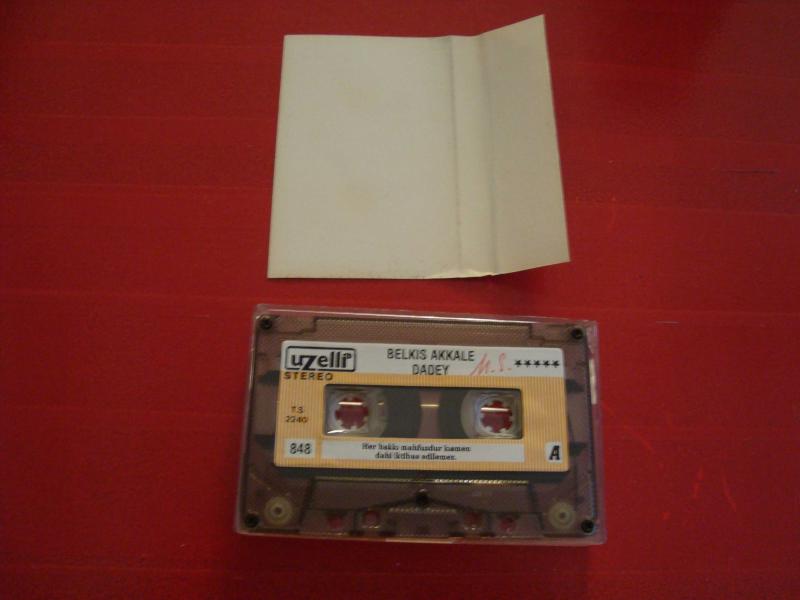 uzelli
STEREO
BELKIS AKKALE
DADEY
M.S.
★★★★★
T.S.
2240
848
Her hakkı mahfuzdur kısmen
dahi iktibas edilemez.
A